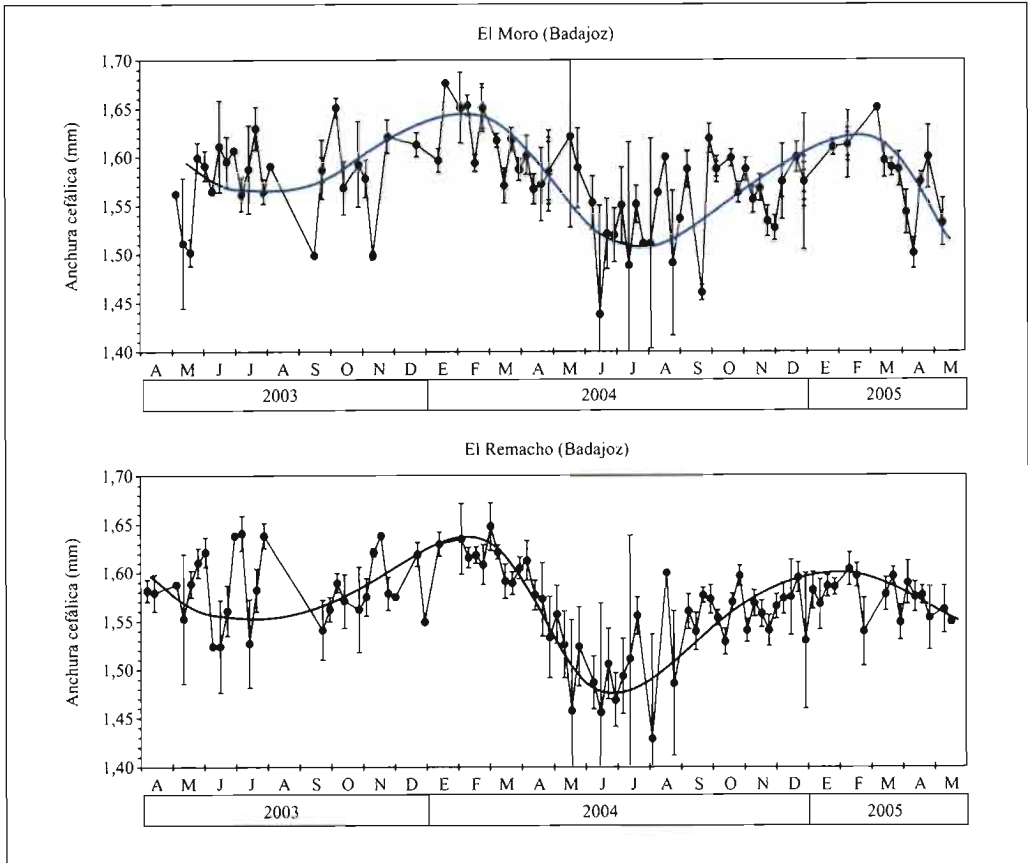 El Moro (Badajoz)
Anchura cefálica (mm)
1,70
1,65
1,60
1,55
1,50
1,45
1,40
A M J J A S O N D E F M A M J J A S O N D E F M A M
2003 2004 2005
El Remacho (Badajoz)
Anchura cefálica (mm)
1,70
1,65
1,60
1,55
1,50
1,45
1,40
A M J J A S O N D E F M A M J J A S O N D E F M A M
2003 2004 2005